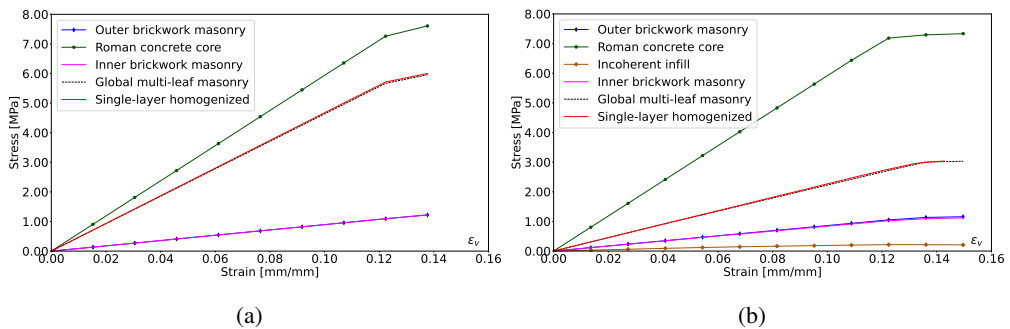 8.00
7.00
6.00
5.00
4.00
3.00
2.00
1.00
0.00
Stress [MPa]
Outer brickwork masonry
Roman concrete core
Inner brickwork masonry
Global multi-leaf masonry
Single-layer homogenized
εv
0.00 0.02 0.04 0.06 0.08 0.10 0.12 0.14 0.16
Strain [mm/mm]
(a)
8.00
7.00
6.00
5.00
4.00
3.00
2.00
1.00
0.00
Stress [MPa]
Outer brickwork masonry
Roman concrete core
Incoherent infill
Inner brickwork masonry
Global multi-leaf masonry
Single-layer homogenized
εv
0.00 0.02 0.04 0.06 0.08 0.10 0.12 0.14 0.16
Strain [mm/mm]
(b)